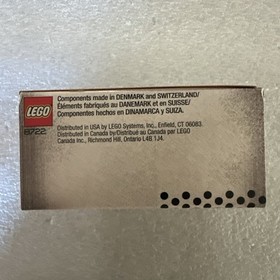 LEGO
8722
Components made in DENMARK and SWITZERLAND/
Éléments fabriqués au DANEMARK et en SUISSE/
Componentes hechos en DINAMARCA y SUIZA.
Distributed in USA by LEGO Systems, Inc., Enfield, CT 06083.
Distributed in Canada by/Distribué au Canada par LEGO
Canada Inc., Richmond Hill, Ontario L4B 1J4.